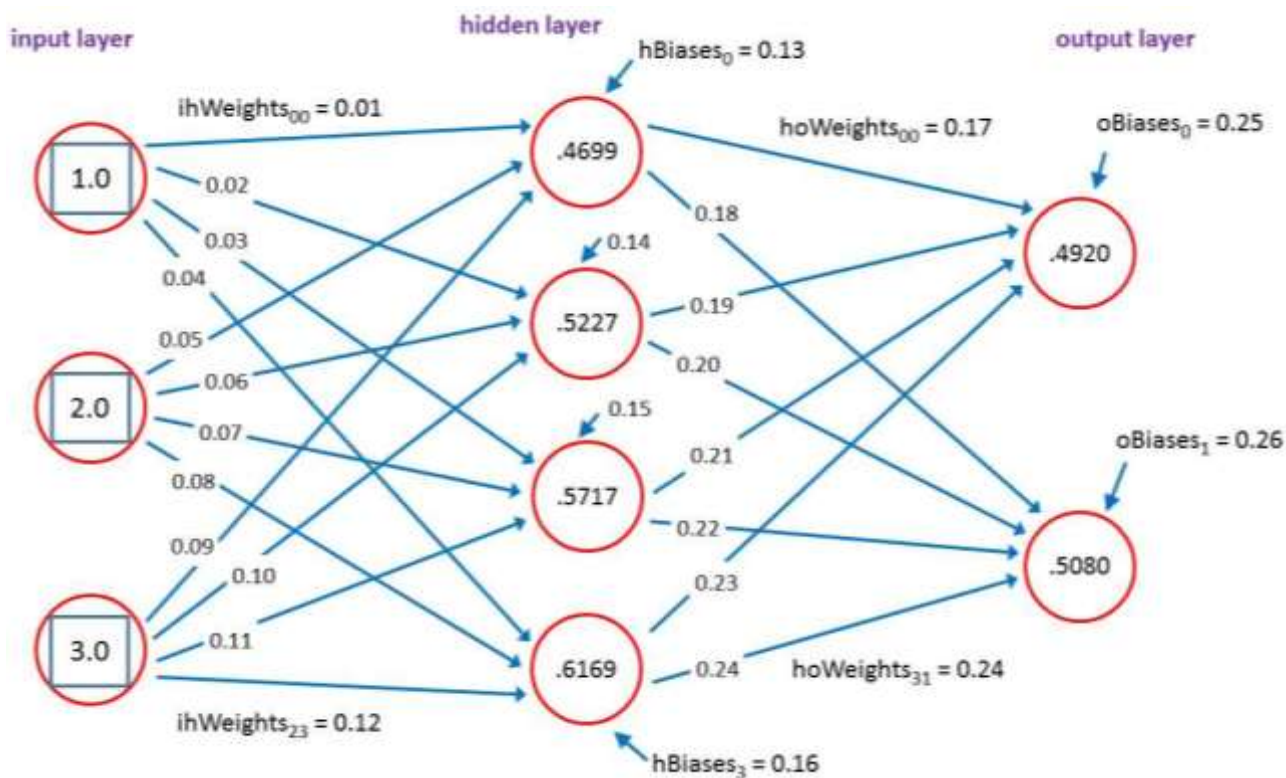 input layer
hidden layer
output layer
hBiases0 = 0.13
ihWeights00 = 0.01
hoWeights00 = 0.17
oBiases0 = 0.25
1.0
.4699
0.02
0.03
0.04
0.18
0.14
.4920
.5227
0.19
0.05
0.06
0.20
2.0
0.15
0.07
0.21
oBiases1 = 0.26
0.08
.5717
0.22
0.09
0.10
0.23
.5080
0.11
3.0
.6169
0.24
hoWeights31 = 0.24
ihWeights23 = 0.12
hBiases3 = 0.16